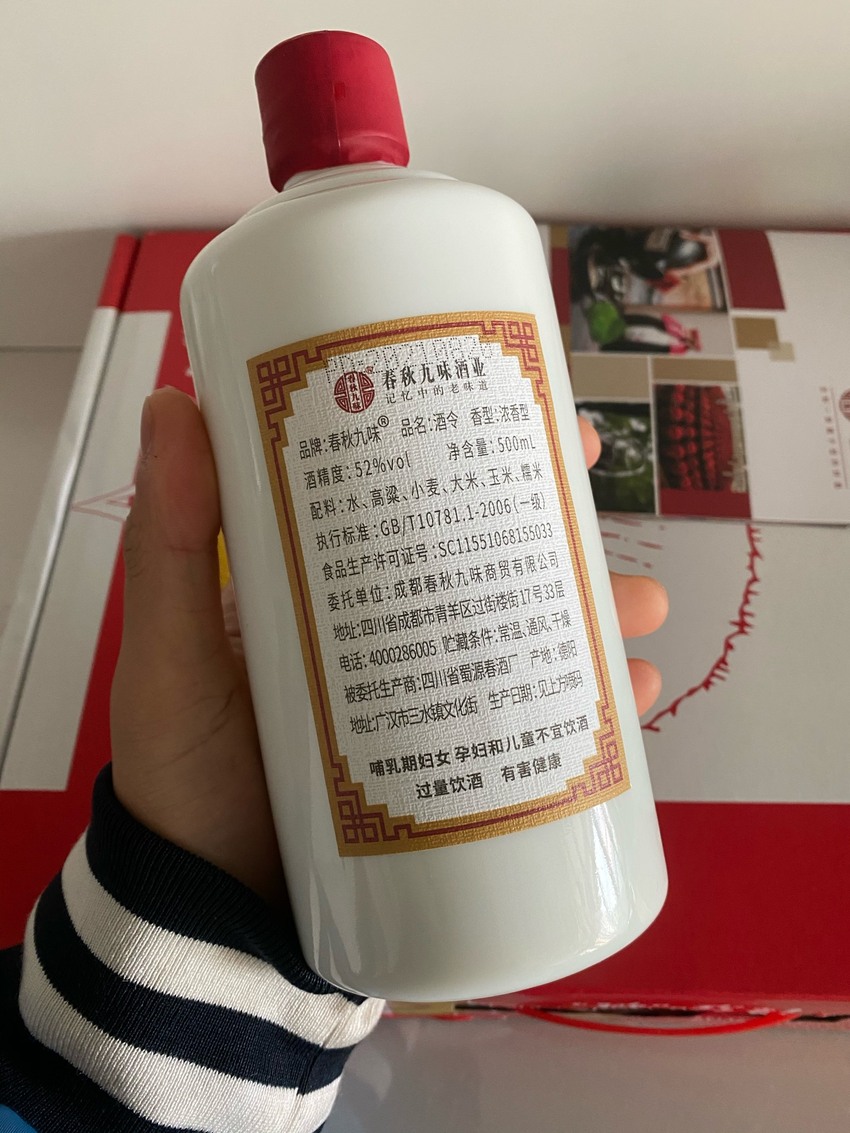 春秋九味
春秋九味酒业
记忆中的老味道
品牌:春秋九味® 品名:酒令 香型:浓香型
酒精度:52%vol 净含量:500ml
配料:水、高粱、小麦、大米、玉米、糯米
执行标准:GB/T10781.1-2006(一级)
食品生产许可证号:SC11551068155033
委托单位:成都春秋九味商贸有限公司
地址:四川省成都市青羊区过街楼街17号33层
电话:4000286005 贮藏条件:常温、通风、干燥
被委托生产商:四川省蜀源春酒厂 产地:德阳
地址:广汉市三水镇文化街 生产日期:见上方喷码
哺乳期妇女 孕妇和儿童不宜饮酒
过量饮酒 有害健康